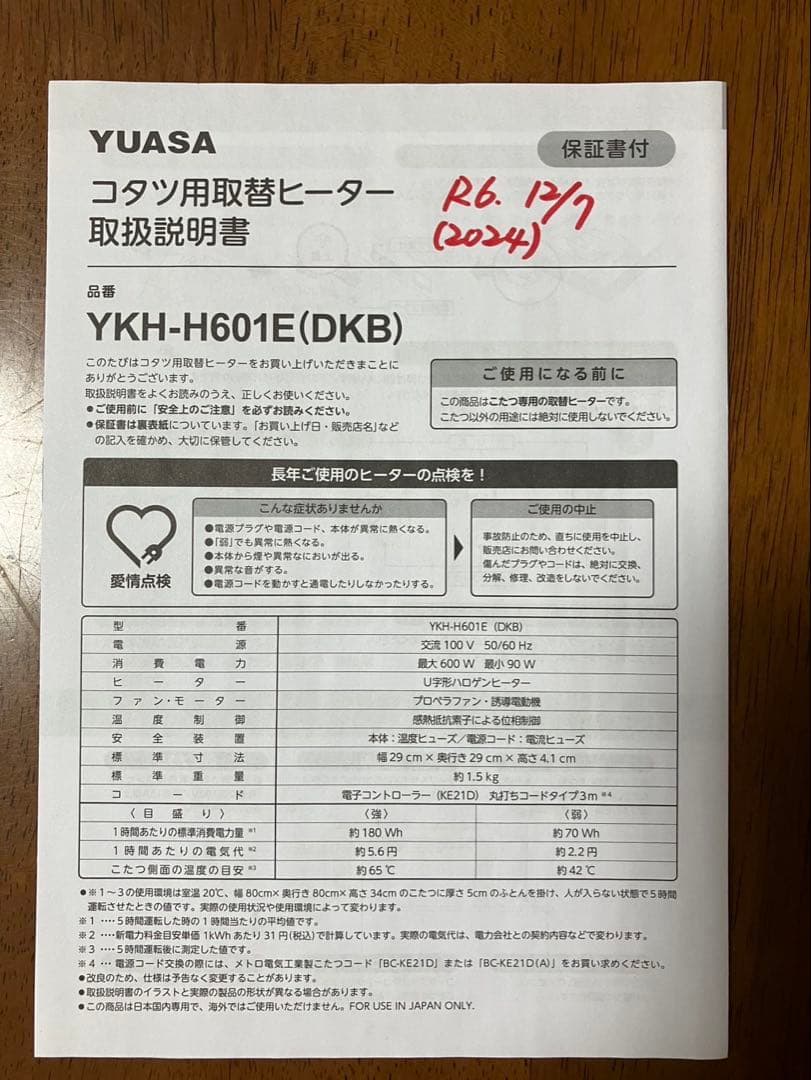 YUASA
保証書付
コタツ用取替ヒーター
取扱説明書
R6. 12/7
(2024)
品番
YKH-H601E(DKB)
このたびはコタツ用取替ヒーターをお買い上げいただきまことに
ありがとうございます。
取扱説明書をよくお読みのうえ、正しくお使いください。
●ご使用前に「安全上のご注意」を必ずお読みください。
●保証書は裏表紙についています。「お買い上げ日・販売店名」など
の記入を確かめ、大切に保管してください。
ご使用になる前に
この商品はこたつ専用の取替ヒーターです。
こたつ以外の用途には絶対に使用しないでください。
長年ご使用のヒーターの点検を！
愛情点検
こんな症状ありませんか
●電源プラグや電源コード、本体が異常に熱くなる。
●「弱」でも異常に熱くなる。
●本体から煙や異常なにおいが出る。
●異常な音がする。
●電源コードを動かすと通電したりしなかったりする。
ご使用の中止
事故防止のため、直ちに使用を中止し、
販売店にお問い合わせください。
傷んだプラグやコードは、絶対に交換、
分解、修理、改造をしないでください。
型番 YKH-H601E (DKB)
電源 交流 100 V 50/60 Hz
消費電力 最大 600 W 最小 90 W
ヒーター U字形ハロゲンヒーター
ファン・モーター プロペラファン・誘導電動機
温度制御 感熱抵抗素子による位相制御
安全装置 本体：温度ヒューズ／電源コード：電流ヒューズ
標準寸法 幅 29 cm × 奥行き 29 cm × 高さ 4.1 cm
標準重量 約 1.5 kg
コード 電子コントローラー (KE21D) 丸打ちコードタイプ 3 m ※4
〈目盛り〉 〈強〉 〈弱〉
1時間あたりの標準消費電力量 ※1 約 180 Wh 約 70 Wh
1時間あたりの電気代 ※2 約 5.6 円 約 2.2 円
こたつ側面の温度の目安 ※3 約 65 ℃ 約 42 ℃
●※1～3の使用環境は室温 20℃、幅 80cm× 奥行き 80cm× 高さ 34cm のこたつに厚さ 5cm のふとんを掛け、人が入らない状態で5時間
運転させたときの値です。実際の使用状況や使用環境によって変わります。
※1 ････5時間運転した時の1時間当たりの平均値です。
※2 ････新電力料金目安単価 1kWh あたり 31 円(税込)で計算しています。実際の電気代は、電力会社との契約内容などで変わります。
※3 ････5時間運転後に測定した値です。
※4 ････電源コード交換の際には、メトロ電気工業製こたつコード「BC-KE21D」または「BC-KE21D(A)」をお買い求めください。
●改良のため、仕様は予告なく変更することがあります。
●取扱説明書のイラストと実際の製品の形状が異なる場合があります。
●この商品は日本国内専用で、海外ではご使用いただけません。FOR USE IN JAPAN ONLY.